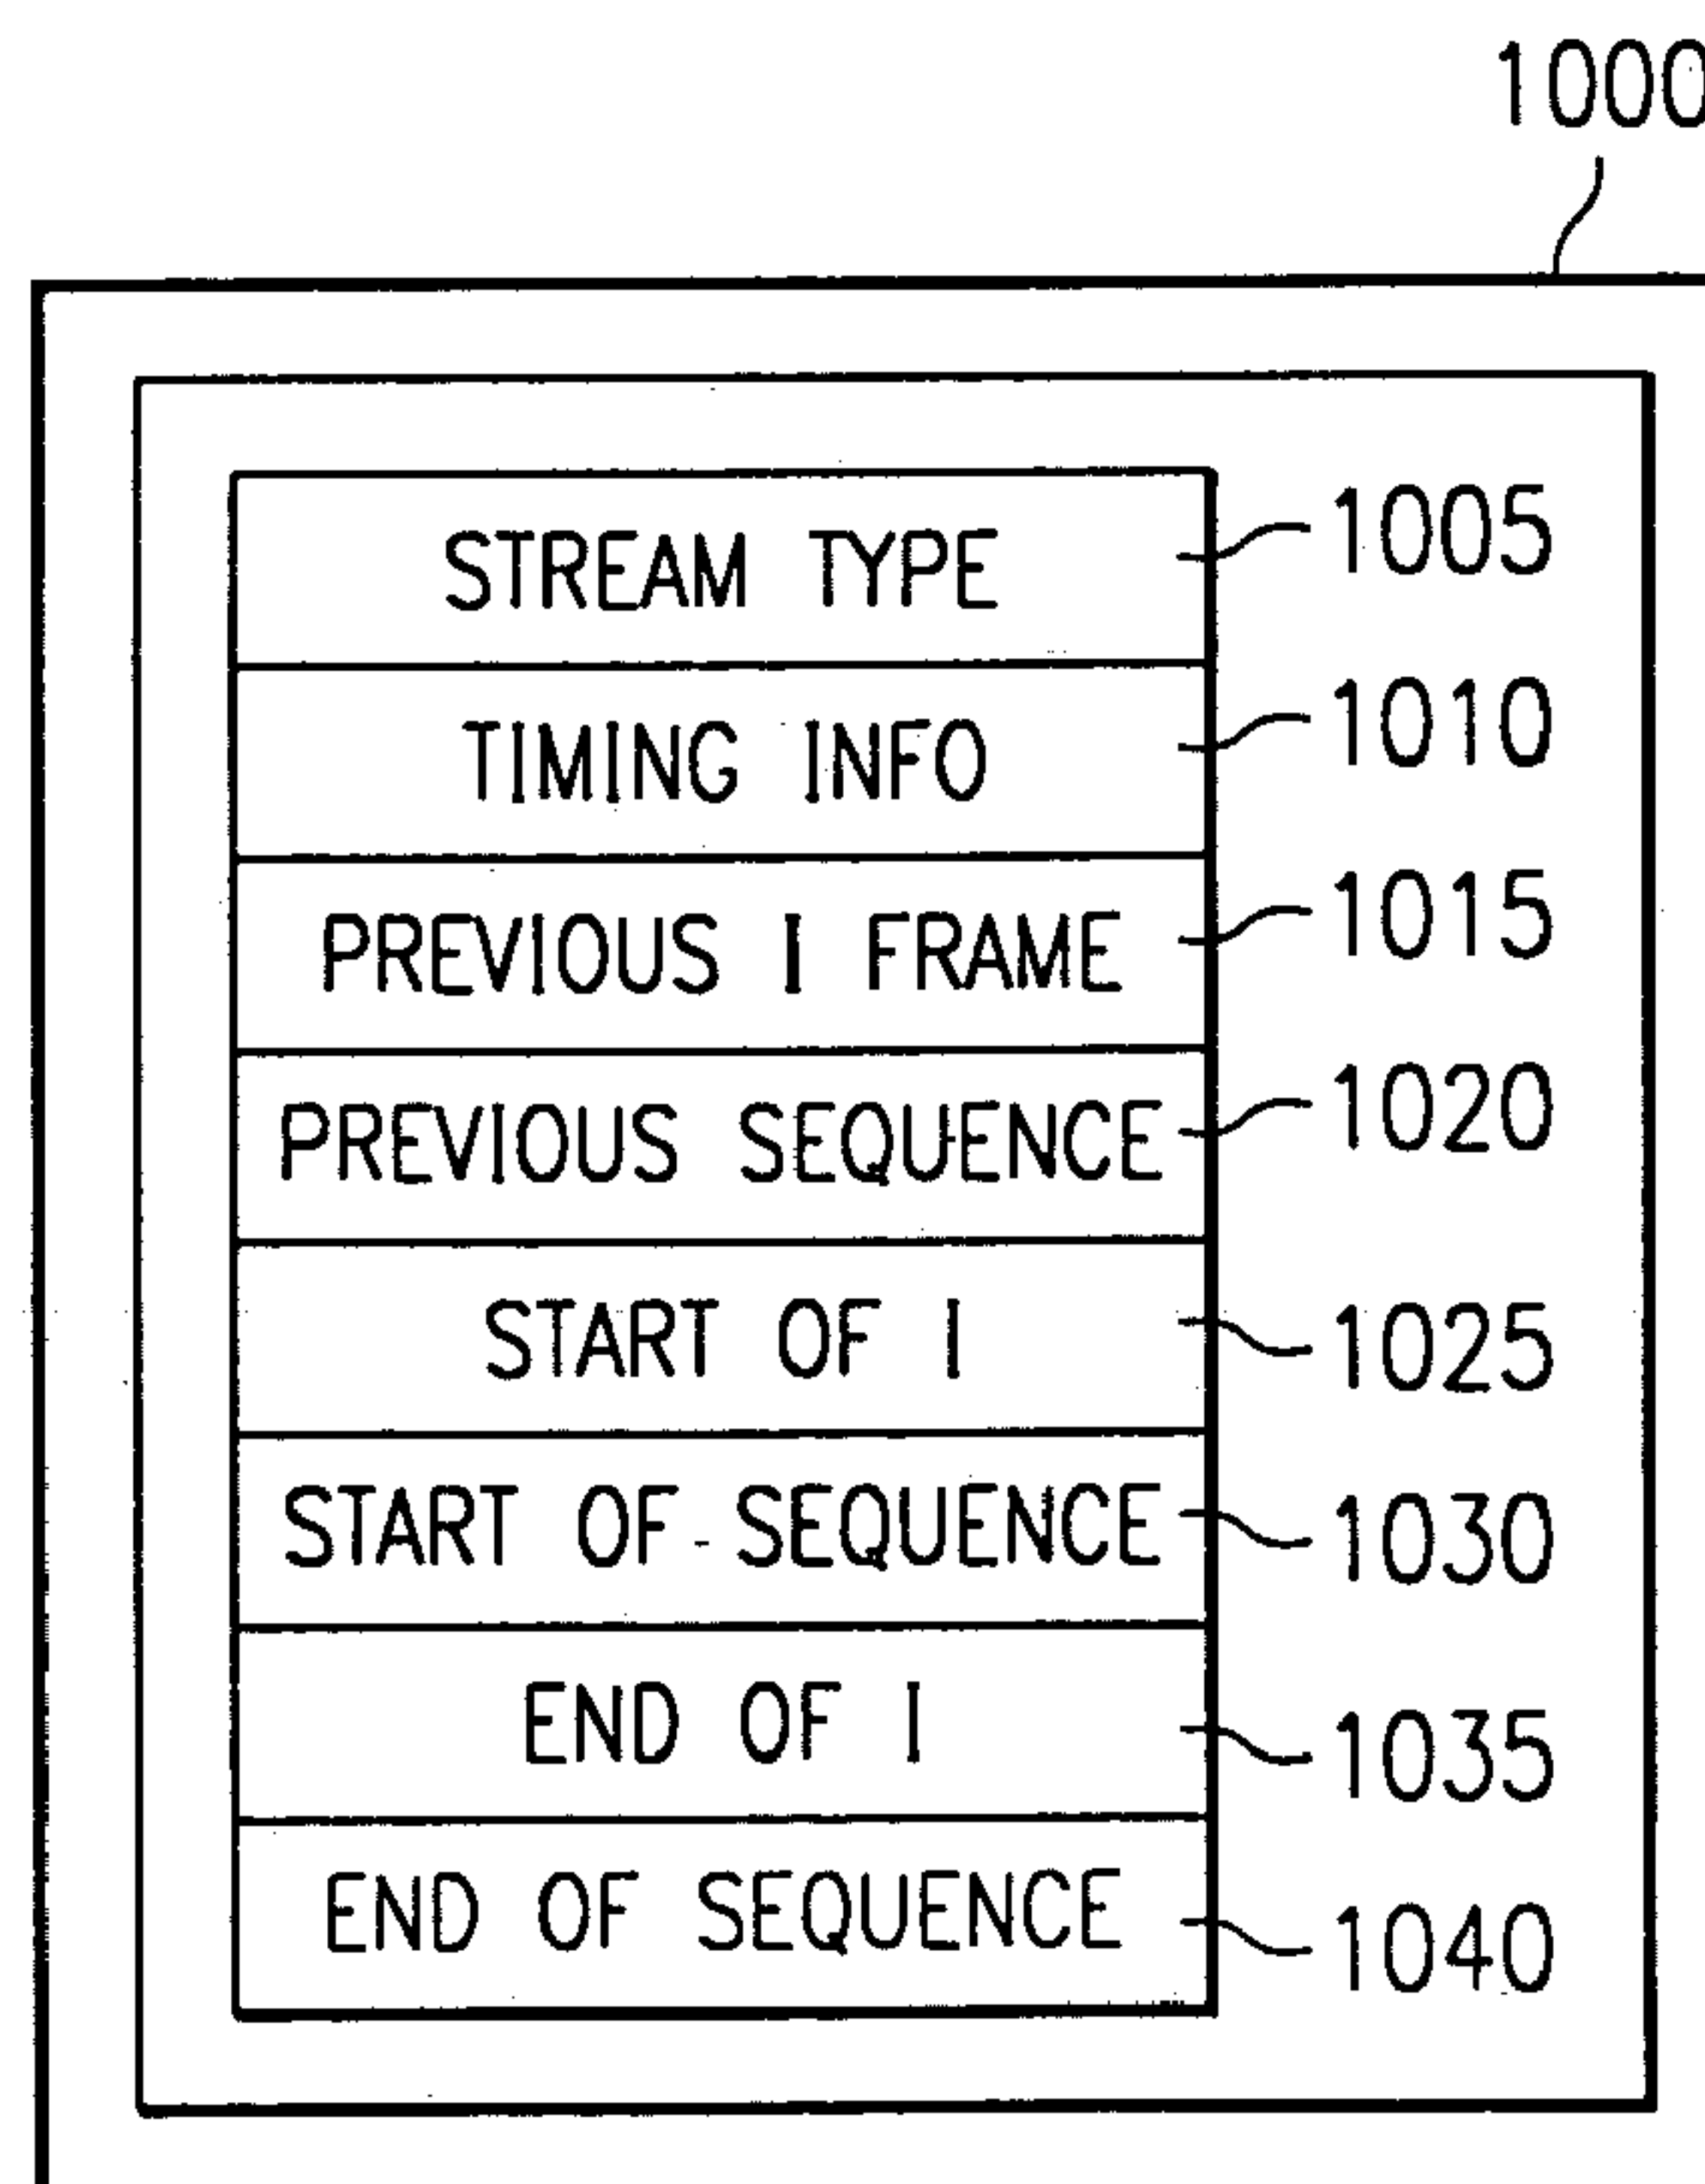 1000
STREAM TYPE 1005
TIMING INFO 1010
PREVIOUS I FRAME 1015
PREVIOUS SEQUENCE 1020
START OF I 1025
START OF SEQUENCE 1030
END OF I 1035
END OF SEQUENCE 1040